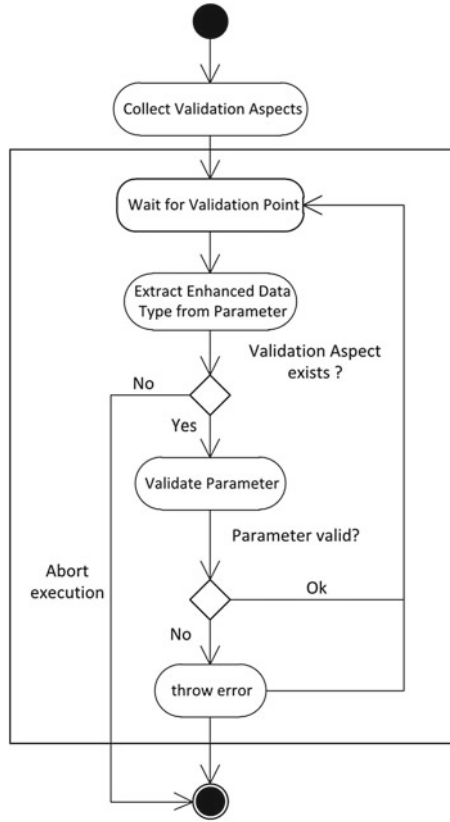 Collect Validation Aspects
Wait for Validation Point
Extract Enhanced Data
Type from Parameter
Validation Aspect
exists ?
No
Yes
Validate Parameter
Parameter valid?
Abort
execution
Ok
No
throw error